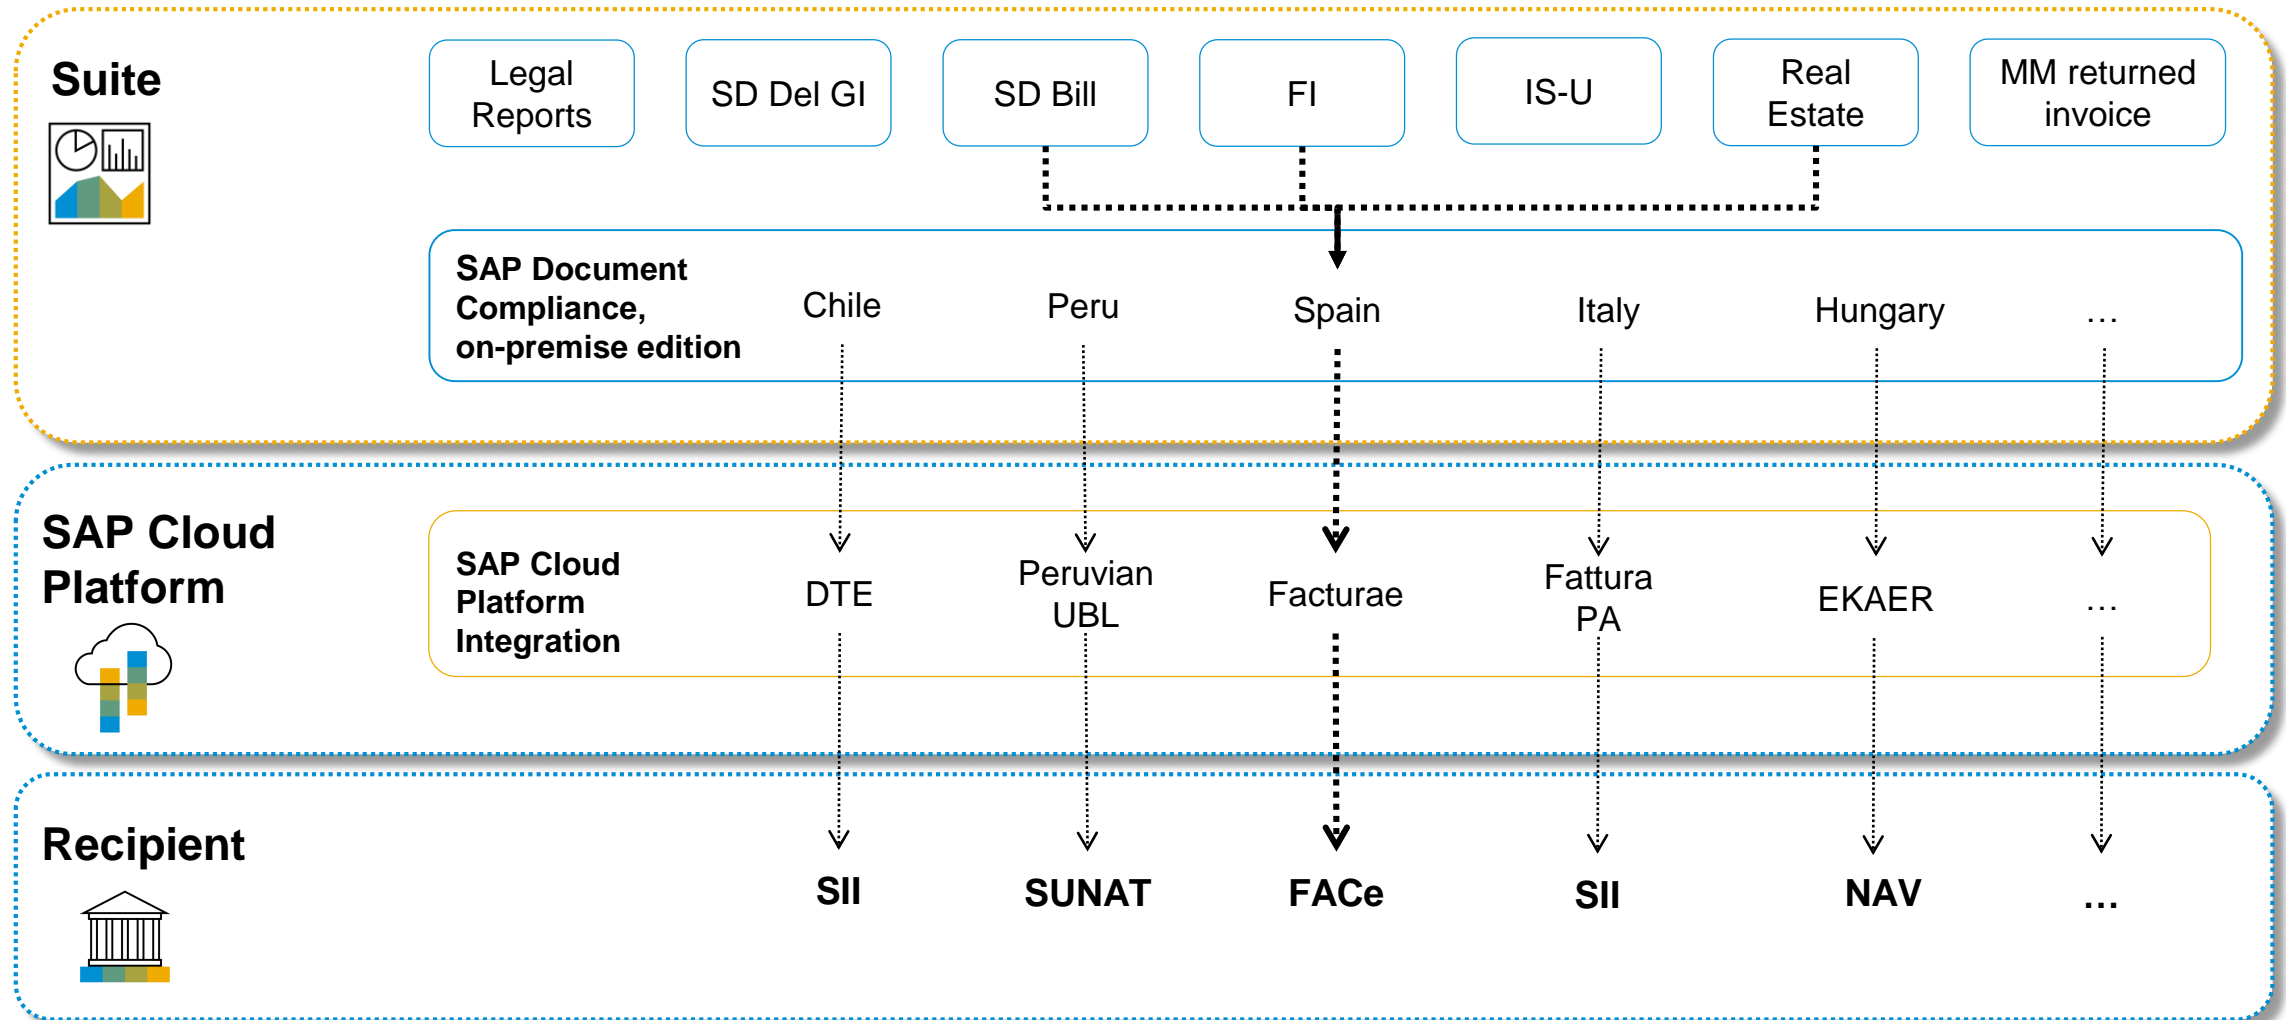 Suite
Legal
Reports
SD Del GI
SD Bill
FI
IS-U
Real
Estate
MM returned
invoice
SAP Document
Compliance,
on-premise edition
Chile
Peru
Spain
Italy
Hungary
...
SAP Cloud
Platform
SAP Cloud
Platform
Integration
DTE
Peruvian
UBL
Facturae
Fattura
PA
EKAER
...
Recipient
SII
SUNAT
FACe
SII
NAV
...